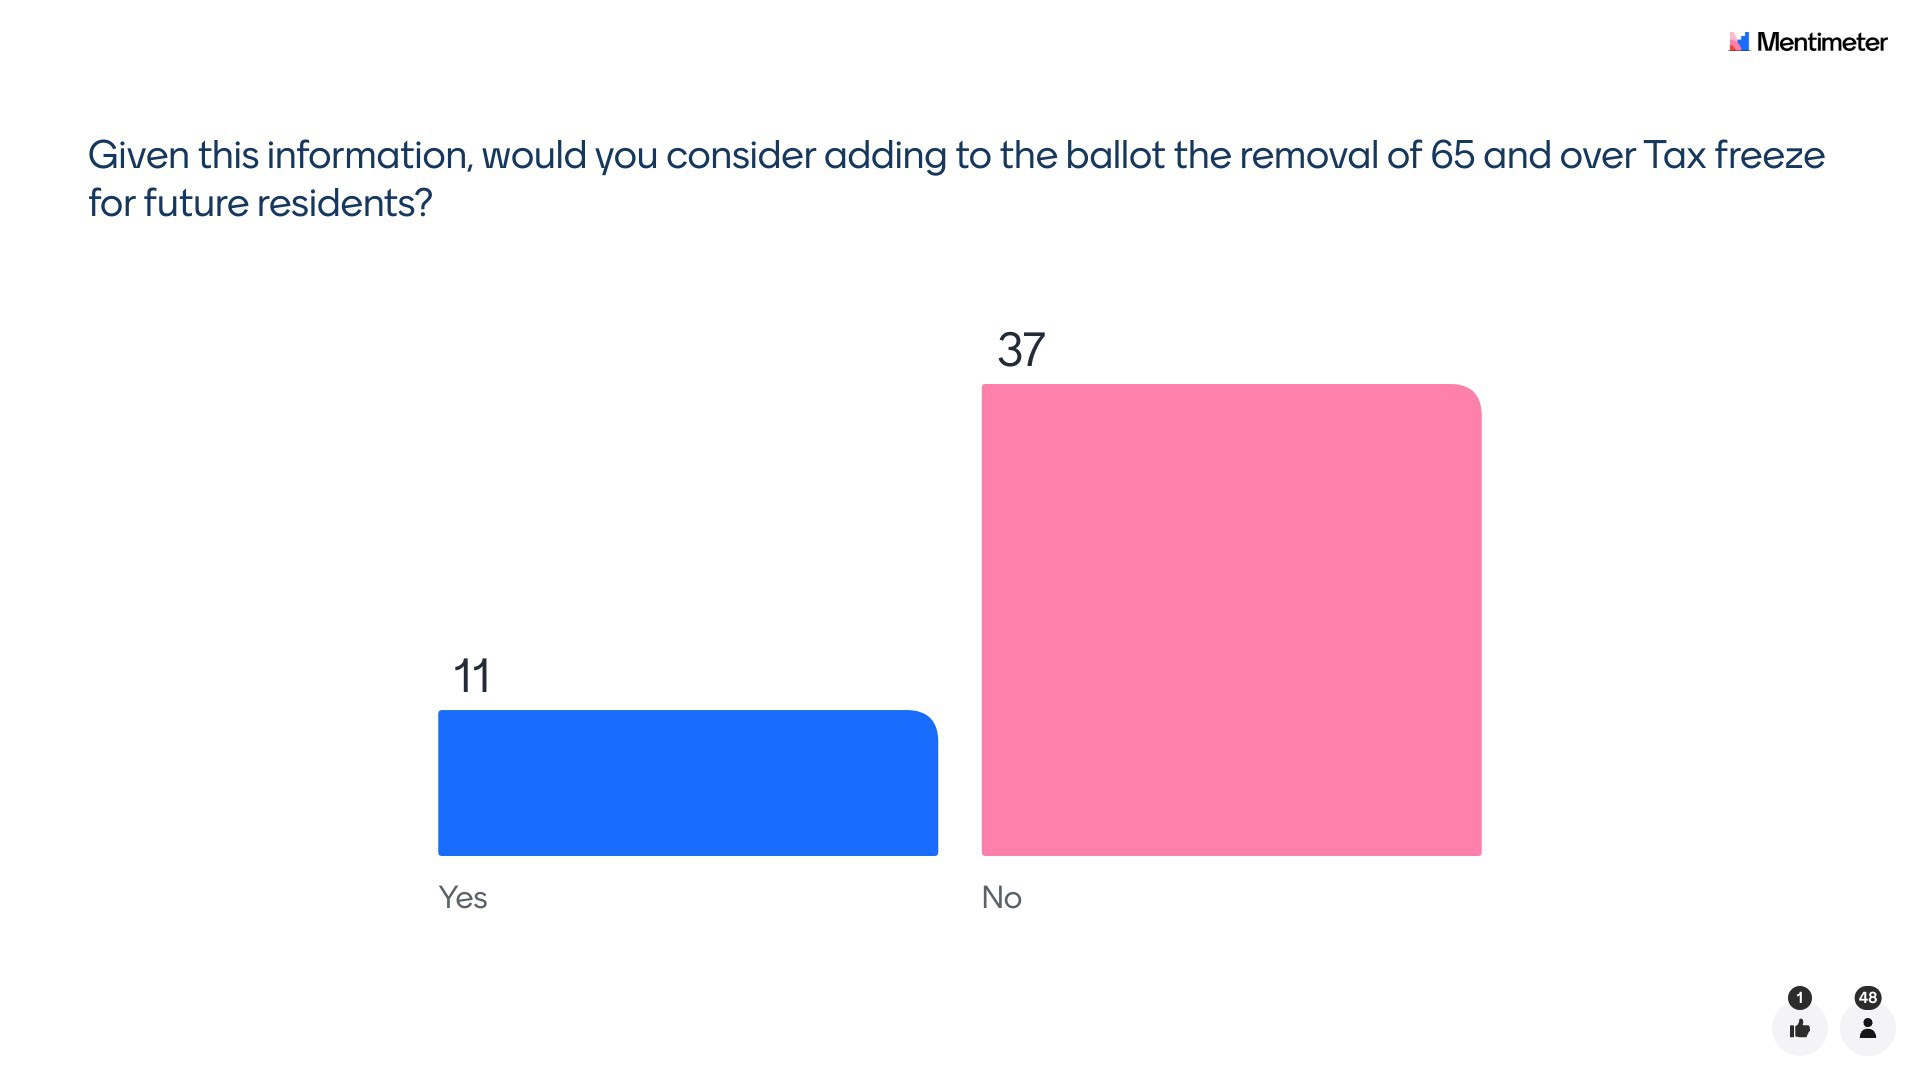 Mentimeter
Given this information, would you consider adding to the ballot the removal of 65 and over Tax freeze
for future residents?
37
11
Yes
No
1
48